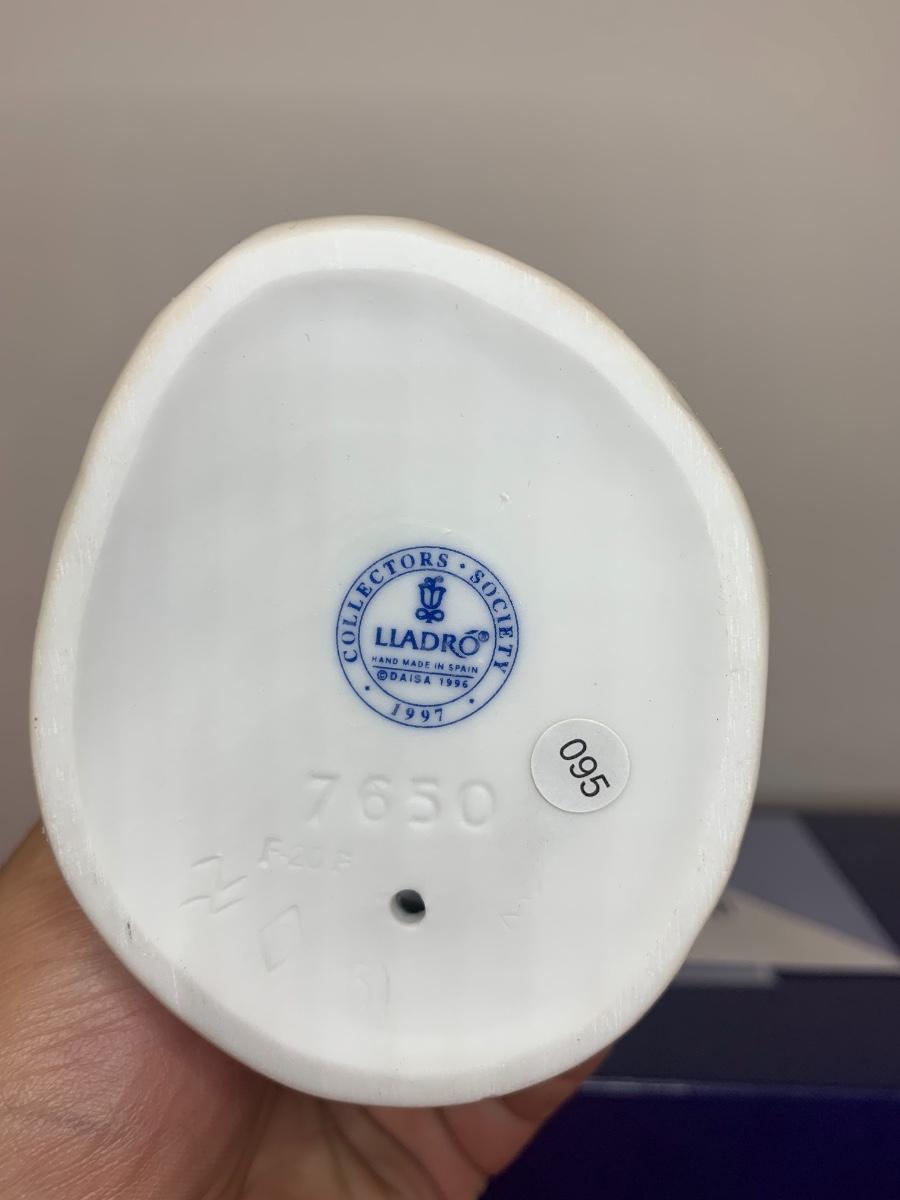 COLLECTORS · SOCIETY
LLADRÓ®
HAND MADE IN SPAIN
©DAISA 1996
· 1997 ·
095
7650